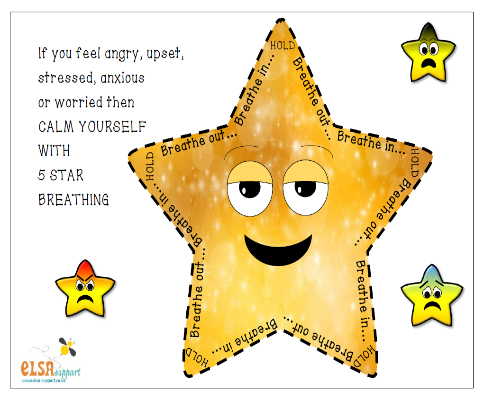 If you feel angry, upset,
stressed, anxious
or worried then
CALM YOURSELF
WITH
5 STAR
BREATHING
Breathe in...
HOLD
Breathe out...
Breathe in...
HOLD
Breathe out...
Breathe in...
HOLD
Breathe out...
Breathe in...
HOLD
Breathe out...
Breathe in...
HOLD
Breathe out...
eLSA
support